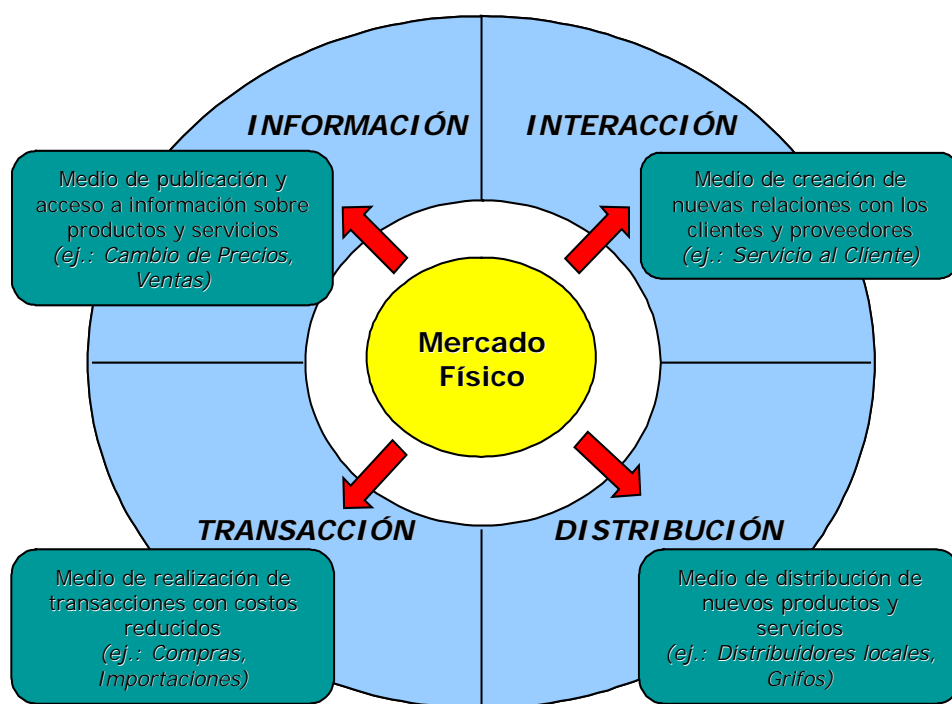 INFORMACIÓN
INTERACCIÓN
Medio de publicación y
acceso a información sobre
productos y servicios
(ej.: Cambio de Precios,
Ventas)
Medio de creación de
nuevas relaciones con los
clientes y proveedores
(ej.: Servicio al Cliente)
Mercado
Físico
TRANSACCIÓN
DISTRIBUCIÓN
Medio de realización de
transacciones con costos
reducidos
(ej.: Compras,
Importaciones)
Medio de distribución de
nuevos productos y
servicios
(ej.: Distribuidores locales,
Grifos)